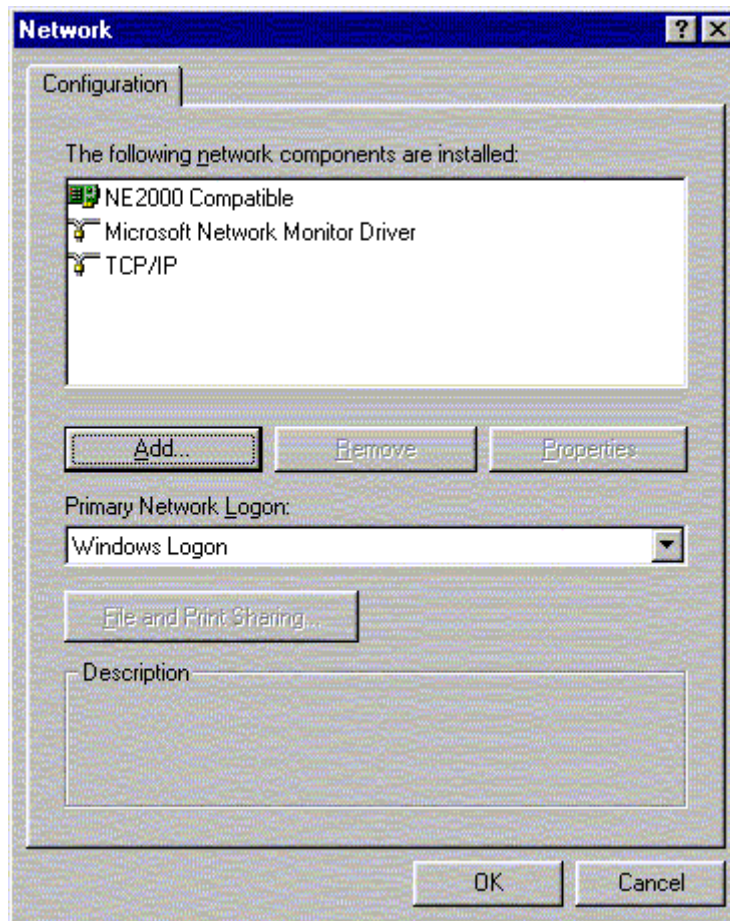 Network
Configuration
The following network components are installed:
NE2000 Compatible
Microsoft Network Monitor Driver
TCP/IP
Add... Remove Properties
Primary Network Logon:
Windows Logon
File and Print Sharing...
Description
OK Cancel